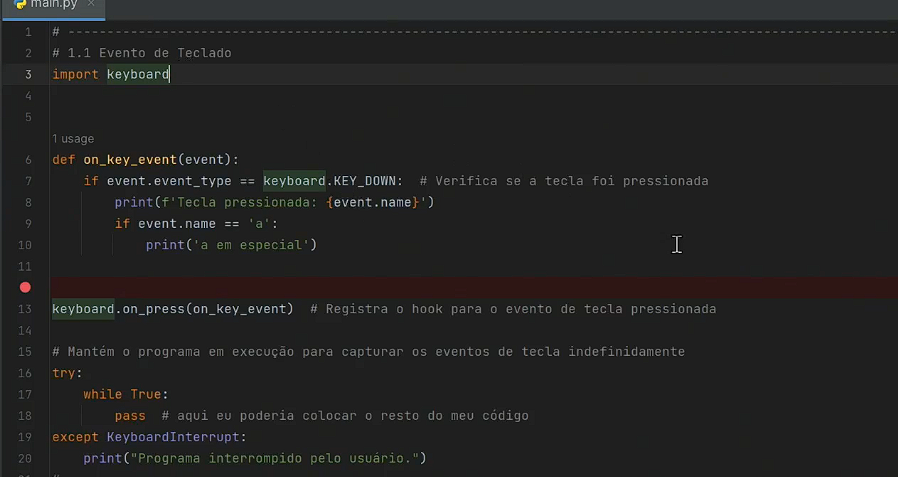 main.py ×
1 # --------------------------------------------------------------------------------
2 # 1.1 Evento de Teclado
3 import keyboard
4
5
1 usage
6 def on_key_event(event):
7 if event.event_type == keyboard.KEY_DOWN:  # Verifica se a tecla foi pressionada
8 print(f'Tecla pressionada: {event.name}')
9 if event.name == 'a':
10 print('a em especial')
11
13 keyboard.on_press(on_key_event)  # Registra o hook para o evento de tecla pressionada
14
15 # Mantém o programa em execução para capturar os eventos de tecla indefinidamente
16 try:
17 while True:
18 pass  # aqui eu poderia colocar o resto do meu código
19 except KeyboardInterrupt:
20 print("Programa interrompido pelo usuário.")